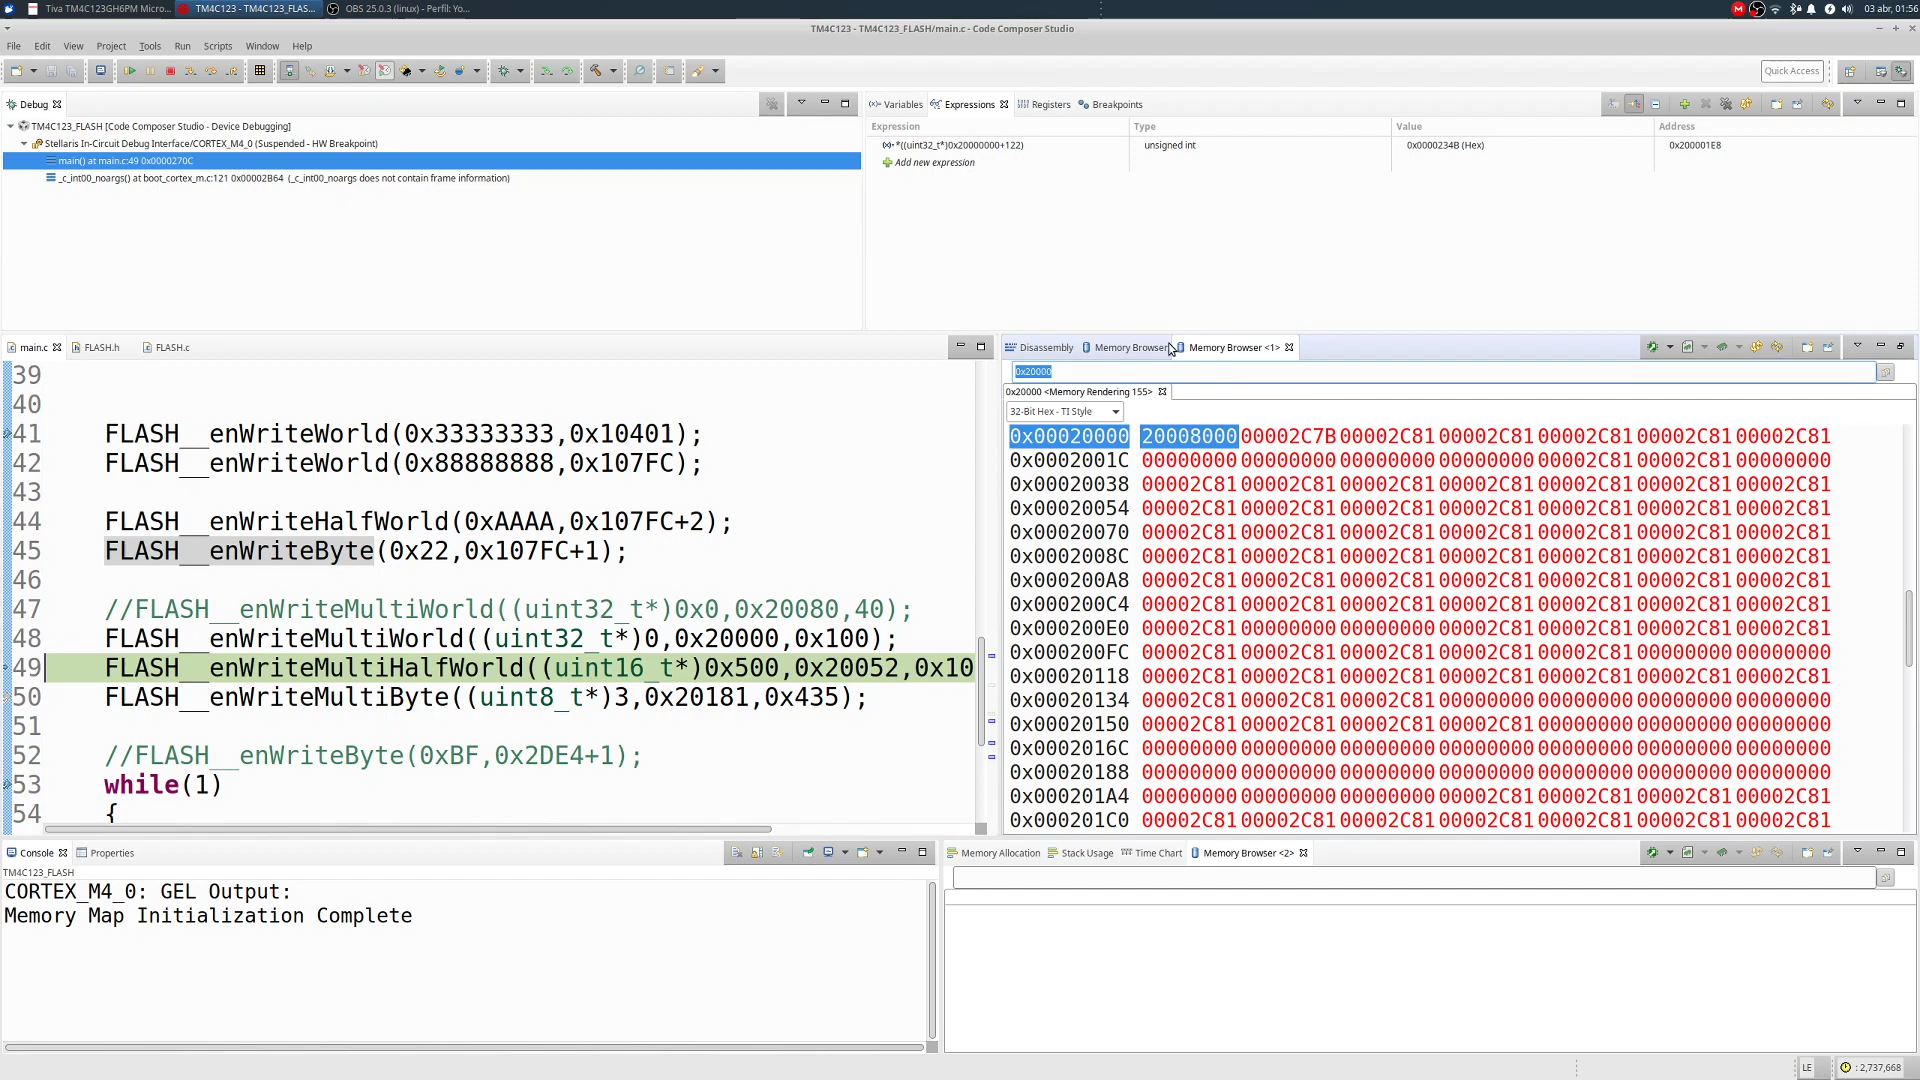 Tiva TM4C123GH6PM Micro...
TM4C123 - TM4C123_FLAS...
OBS 25.0.3 (linux) - Perfil: Yo...
03 abr, 01:56
TM4C123 - TM4C123_FLASH/main.c - Code Composer Studio
File Edit View Project Tools Run Scripts Window Help
Quick Access
Debug
TM4C123_FLASH [Code Composer Studio - Device Debugging]
Stellaris In-Circuit Debug Interface/CORTEX_M4_0 (Suspended - HW Breakpoint)
main() at main.c:49 0x0000270C
_c_int00_noargs() at boot_cortex_m.c:121 0x00002B64 (_c_int00_noargs does not contain frame information)
Variables Expressions Registers Breakpoints
Expression Type Value Address
*((uint32_t*)0x20000000+122) unsigned int 0x0000234B (Hex) 0x200001E8
Add new expression
main.c FLASH.h FLASH.c
39
40
41 FLASH__enWriteWorld(0x33333333,0x10401);
42 FLASH__enWriteWorld(0x88888888,0x107FC);
43
44 FLASH__enWriteHalfWorld(0xAAAA,0x107FC+2);
45 FLASH__enWriteByte(0x22,0x107FC+1);
46
47 //FLASH__enWriteMultiWorld((uint32_t*)0x0,0x20080,40);
48 FLASH__enWriteMultiWorld((uint32_t*)0,0x20000,0x100);
49 FLASH__enWriteMultiHalfWorld((uint16_t*)0x500,0x20052,0x10
50 FLASH__enWriteMultiByte((uint8_t*)3,0x20181,0x435);
51
52 //FLASH__enWriteByte(0xBF,0x2DE4+1);
53 while(1)
54 {
Disassembly Memory Browser Memory Browser <1>
0x20000
0x20000 <Memory Rendering 155>
32-Bit Hex - TI Style
0x00020000 20008000 00002C7B 00002C81 00002C81 00002C81 00002C81 00002C81
0x0002001C 00000000 00000000 00000000 00000000 00002C81 00002C81 00000000
0x00020038 00002C81 00002C81 00002C81 00002C81 00002C81 00002C81 00002C81
0x00020054 00002C81 00002C81 00002C81 00002C81 00002C81 00002C81 00002C81
0x00020070 00002C81 00002C81 00002C81 00002C81 00002C81 00002C81 00002C81
0x0002008C 00002C81 00002C81 00002C81 00002C81 00002C81 00002C81 00002C81
0x000200A8 00002C81 00002C81 00002C81 00002C81 00002C81 00002C81 00002C81
0x000200C4 00002C81 00002C81 00002C81 00002C81 00002C81 00002C81 00002C81
0x000200E0 00002C81 00000000 00000000 00000000 00000000 00002C81 00002C81
0x000200FC 00002C81 00002C81 00002C81 00002C81 00002C81 00002C81 00000000
0x00020118 00002C81 00002C81 00002C81 00002C81 00002C81 00002C81 00002C81
0x00020134 00002C81 00002C81 00002C81 00000000 00000000 00000000 00000000
0x00020150 00002C81 00002C81 00002C81 00002C81 00000000 00000000 00000000
0x0002016C 00000000 00000000 00000000 00000000 00000000 00000000 00000000
0x00020188 00000000 00000000 00000000 00000000 00000000 00000000 00000000
0x000201A4 00000000 00000000 00000000 00002C81 00002C81 00002C81 00002C81
0x000201C0 00002C81 00002C81 00002C81 00002C81 00002C81 00002C81 00002C81
Console Properties
TM4C123_FLASH
CORTEX_M4_0: GEL Output:
Memory Map Initialization Complete
Memory Allocation Stack Usage Time Chart Memory Browser <2>
LE : 2,737,668